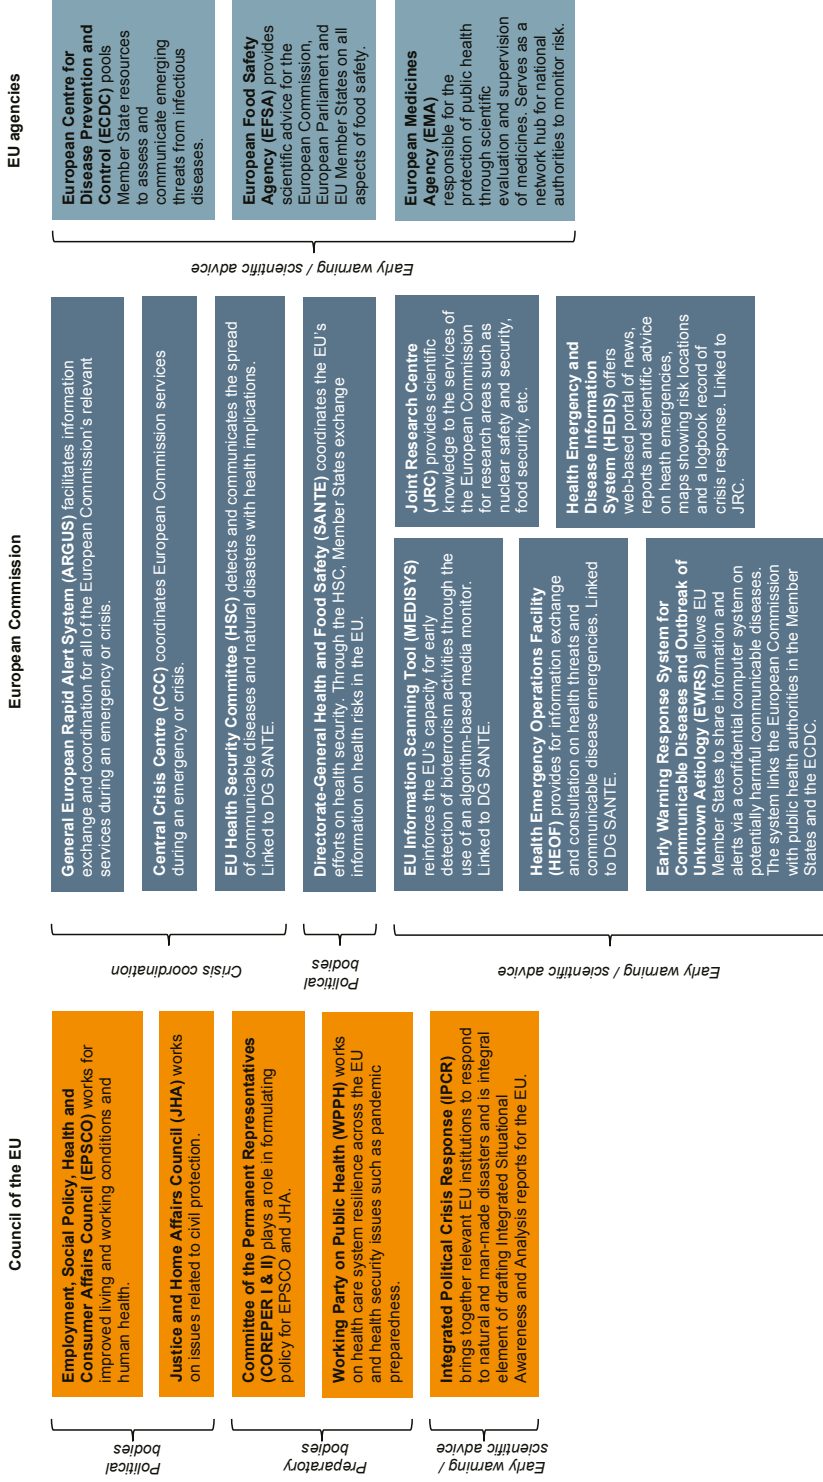 Council of the EU
Political
bodies
Employment, Social Policy, Health and
Consumer Affairs Council (EPSCO) works for
improved living and working conditions and
human health.
Justice and Home Affairs Council (JHA) works
on issues related to civil protection.
Preparatory
bodies
Committee of the Permanent Representatives
(COREPER I & II) plays a role in formulating
policy for EPSCO and JHA.
Working Party on Public Health (WPPH) works
on health care system resilience across the EU
and health security issues such as pandemic
preparedness.
Early warning /
scientific advice
Integrated Political Crisis Response (IPCR)
brings together relevant EU institutions to respond
to natural and man-made disasters and is integral
element of drafting Integrated Situational
Awareness and Analysis reports for the EU.
European Commission
Crisis coordination
General European Rapid Alert System (ARGUS) facilitates information
exchange and coordination for all of the European Commission's relevant
services during an emergency or crisis.
Central Crisis Centre (CCC) coordinates European Commission services
during an emergency or crisis.
EU Health Security Committee (HSC) detects and communicates the spread
of communicable diseases and natural disasters with health implications.
Linked to DG SANTE.
Political
bodies
Directorate-General Health and Food Safety (SANTE) coordinates the EU's
efforts on health security. Through the HSC, Member States exchange
information on health risks in the EU.
Early warning / scientific advice
EU Information Scanning Tool (MEDISYS)
reinforces the EU's capacity for early
detection of bioterrorism activities through the
use of an algorithm-based media monitor.
Linked to DG SANTE.
Health Emergency Operations Facility
(HEOF) provides for information exchange
and consultation on health threats and
communicable disease emergencies. Linked
to DG SANTE.
Early Warning Response System for
Communicable Diseases and Outbreak of
Unknown Aetiology (EWRS) allows EU
Member States to share information and
alerts via a confidential computer system on
potentially harmful communicable diseases.
The system links the European Commission
with public health authorities in the Member
States and the ECDC.
Joint Research Centre
(JRC) provides scientific
knowledge to the services of
the European Commission
for research areas such as
nuclear safety and security,
food security, etc.
Health Emergency and
Disease Information
System (HEDIS) offers
web-based portal of news,
reports and scientific advice
on heath emergencies,
maps showing risk locations
and a logbook record of
crisis response. Linked to
JRC.
EU agencies
Early warning / scientific advice
European Centre for
Disease Prevention and
Control (ECDC) pools
Member State resources
to assess and
communicate emerging
threats from infectious
diseases.
European Food Safety
Agency (EFSA) provides
scientific advice for the
European Commission,
European Parliament and
EU Member States on all
aspects of food safety.
European Medicines
Agency (EMA)
responsible for the
protection of public health
through scientific
evaluation and supervision
of medicines. Serves as a
network hub for national
authorities to monitor risk.